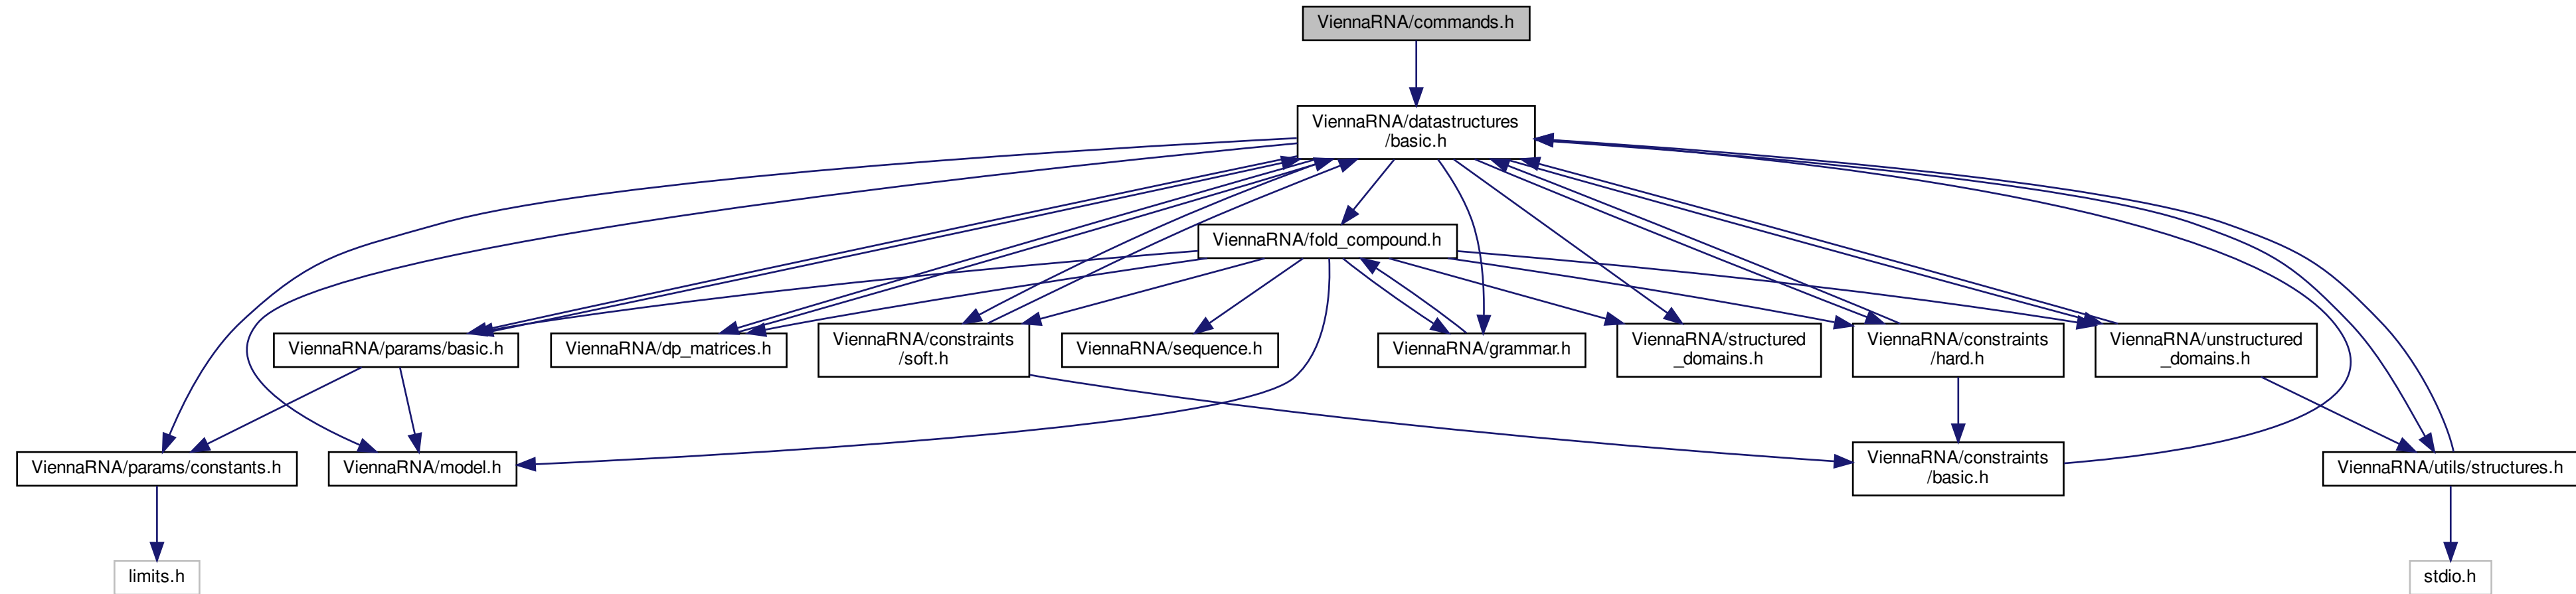 ViennaRNA/commands.h
ViennaRNA/datastructures
/basic.h
ViennaRNA/fold_compound.h
ViennaRNA/params/basic.h
ViennaRNA/dp_matrices.h
ViennaRNA/constraints
/soft.h
ViennaRNA/sequence.h
ViennaRNA/grammar.h
ViennaRNA/structured
_domains.h
ViennaRNA/constraints
/hard.h
ViennaRNA/unstructured
_domains.h
ViennaRNA/params/constants.h
ViennaRNA/model.h
ViennaRNA/constraints
/basic.h
ViennaRNA/utils/structures.h
limits.h
stdio.h